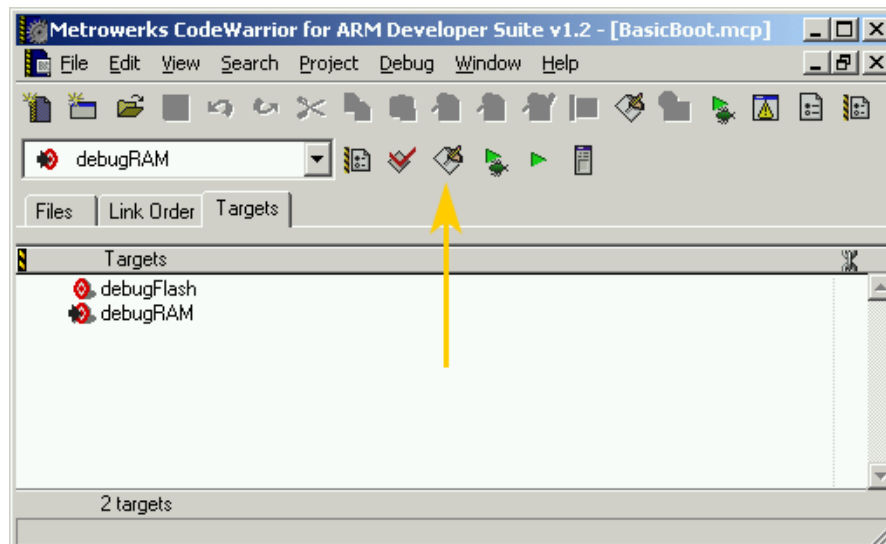 Metrowerks CodeWarrior for ARM Developer Suite v1.2 - [BasicBoot.mcp]
File Edit View Search Project Debug Window Help
debugRAM
Files Link Order Targets
Targets
debugFlash
debugRAM
2 targets